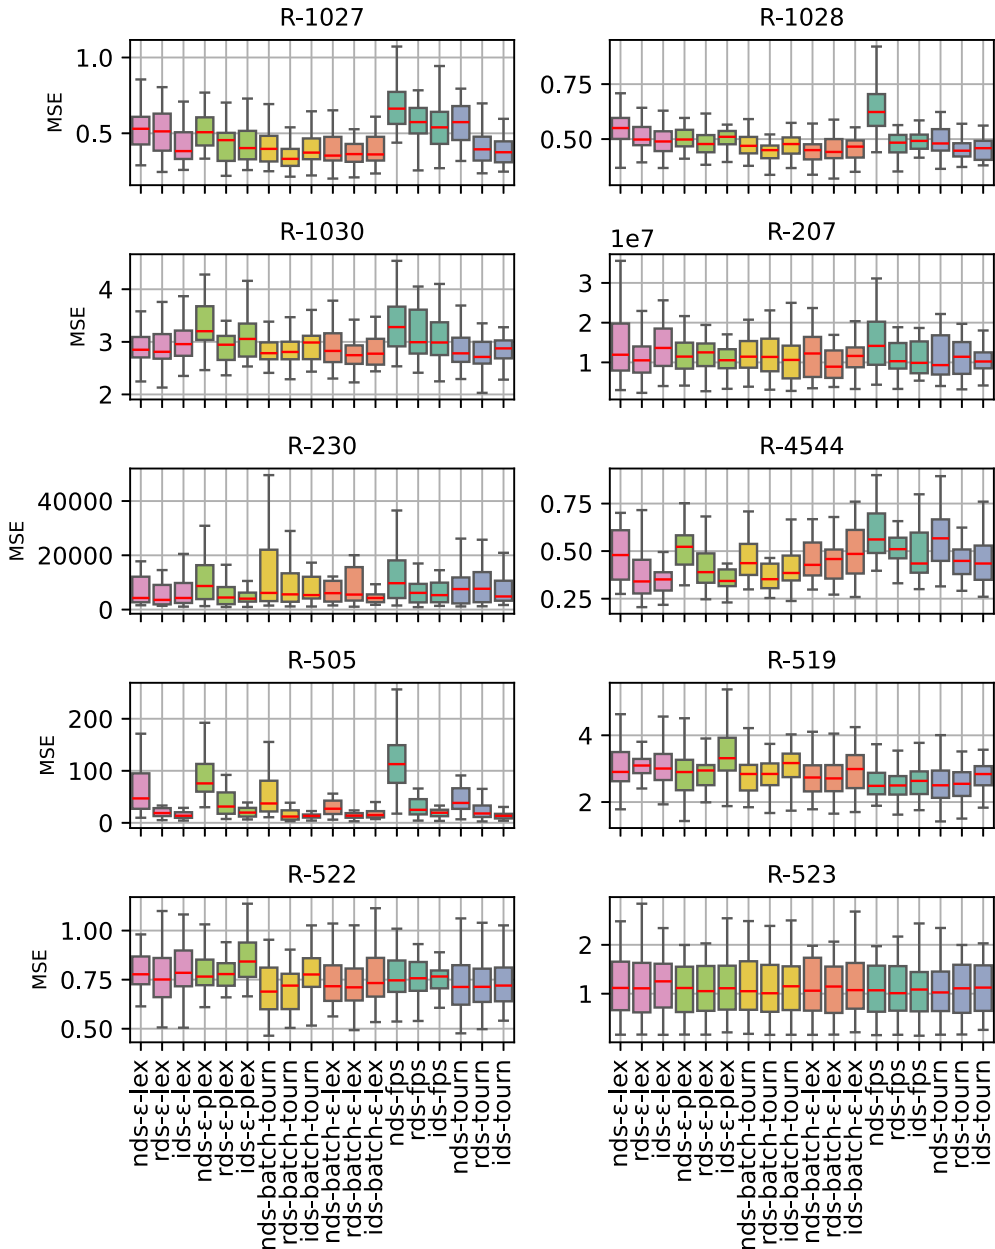 R-1027
R-1028
MSE
1.0
0.5
0.75
0.50
R-1030
R-207
1e7
MSE
4
3
2
3
2
1
R-230
R-4544
MSE
40000
20000
0
0.75
0.50
0.25
R-505
R-519
MSE
200
100
0
4
2
R-522
R-523
MSE
1.00
0.75
0.50
2
1
nds-ε-lex
rds-ε-lex
ids-ε-lex
nds-ε-plex
rds-ε-plex
ids-ε-plex
nds-batch-tourn
rds-batch-tourn
ids-batch-tourn
nds-batch-ε-lex
rds-batch-ε-lex
ids-batch-ε-lex
nds-fps
rds-fps
ids-fps
nds-tourn
rds-tourn
ids-tourn
nds-ε-lex
rds-ε-lex
ids-ε-lex
nds-ε-plex
rds-ε-plex
ids-ε-plex
nds-batch-tourn
rds-batch-tourn
ids-batch-tourn
nds-batch-ε-lex
rds-batch-ε-lex
ids-batch-ε-lex
nds-fps
rds-fps
ids-fps
nds-tourn
rds-tourn
ids-tourn